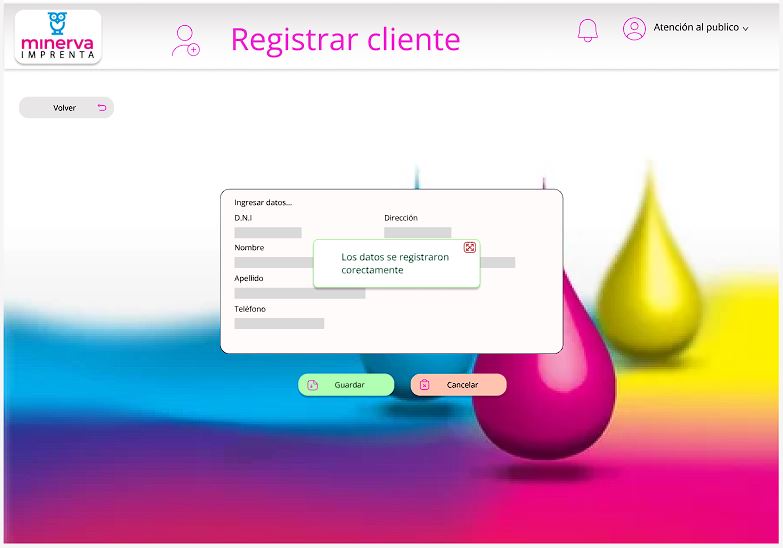 minerva
IMPRENTA
Registrar cliente
Atención al publico
Volver
Ingresar datos...
D.N.I
Dirección
Nombre
Los datos se registraron
corectamente
Apellido
Teléfono
Guardar
Cancelar